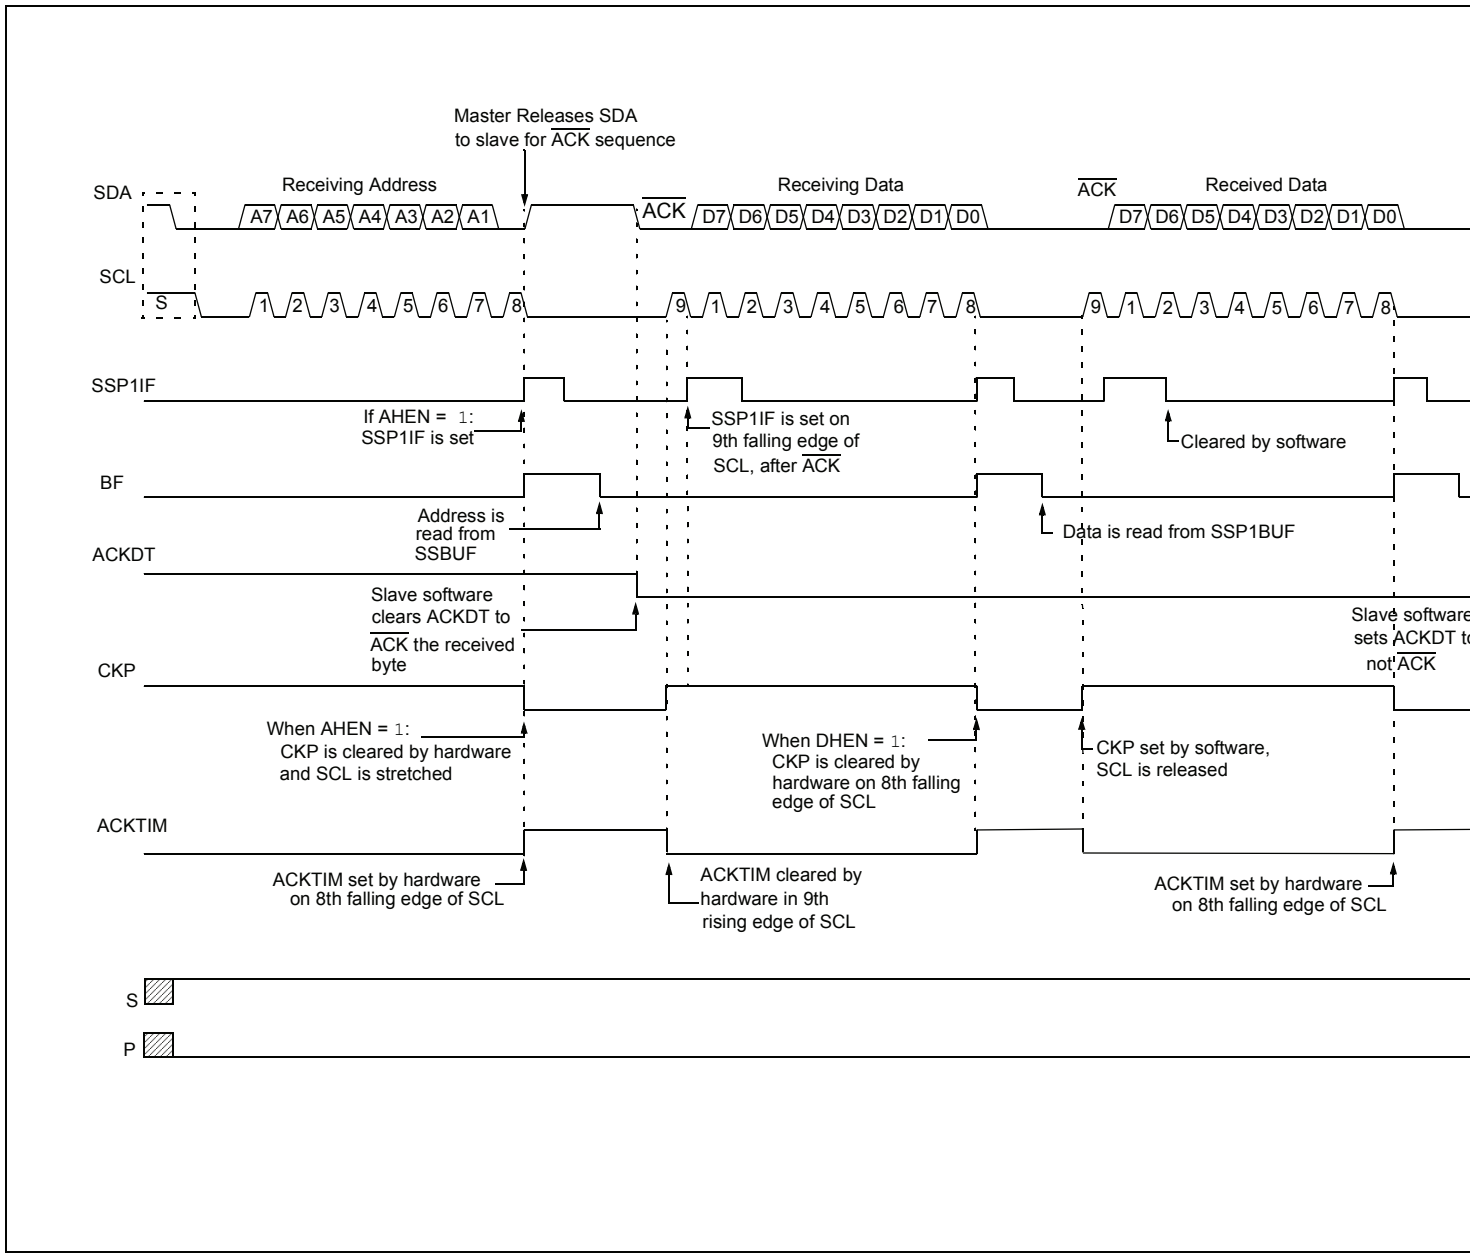 Master Releases SDA
to slave for ACK sequence
SDA
Receiving Address
ACK
Receiving Data
ACK
Received Data
A7 A6 A5 A4 A3 A2 A1
D7 D6 D5 D4 D3 D2 D1 D0
D7 D6 D5 D4 D3 D2 D1 D0
SCL
S
1 2 3 4 5 6 7 8
9 1 2 3 4 5 6 7 8
9 1 2 3 4 5 6 7 8
SSP1IF
If AHEN = 1:
SSP1IF is set
SSP1IF is set on
9th falling edge of
SCL, after ACK
Cleared by software
BF
Address is
read from
SSBUF
Data is read from SSP1BUF
ACKDT
Slave software
clears ACKDT to
ACK the received
byte
Slave software
sets ACKDT to
not ACK
CKP
When AHEN = 1:
CKP is cleared by hardware
and SCL is stretched
When DHEN = 1:
CKP is cleared by
hardware on 8th falling
edge of SCL
CKP set by software,
SCL is released
ACKTIM
ACKTIM set by hardware
on 8th falling edge of SCL
ACKTIM cleared by
hardware in 9th
rising edge of SCL
ACKTIM set by hardware
on 8th falling edge of SCL
S
P